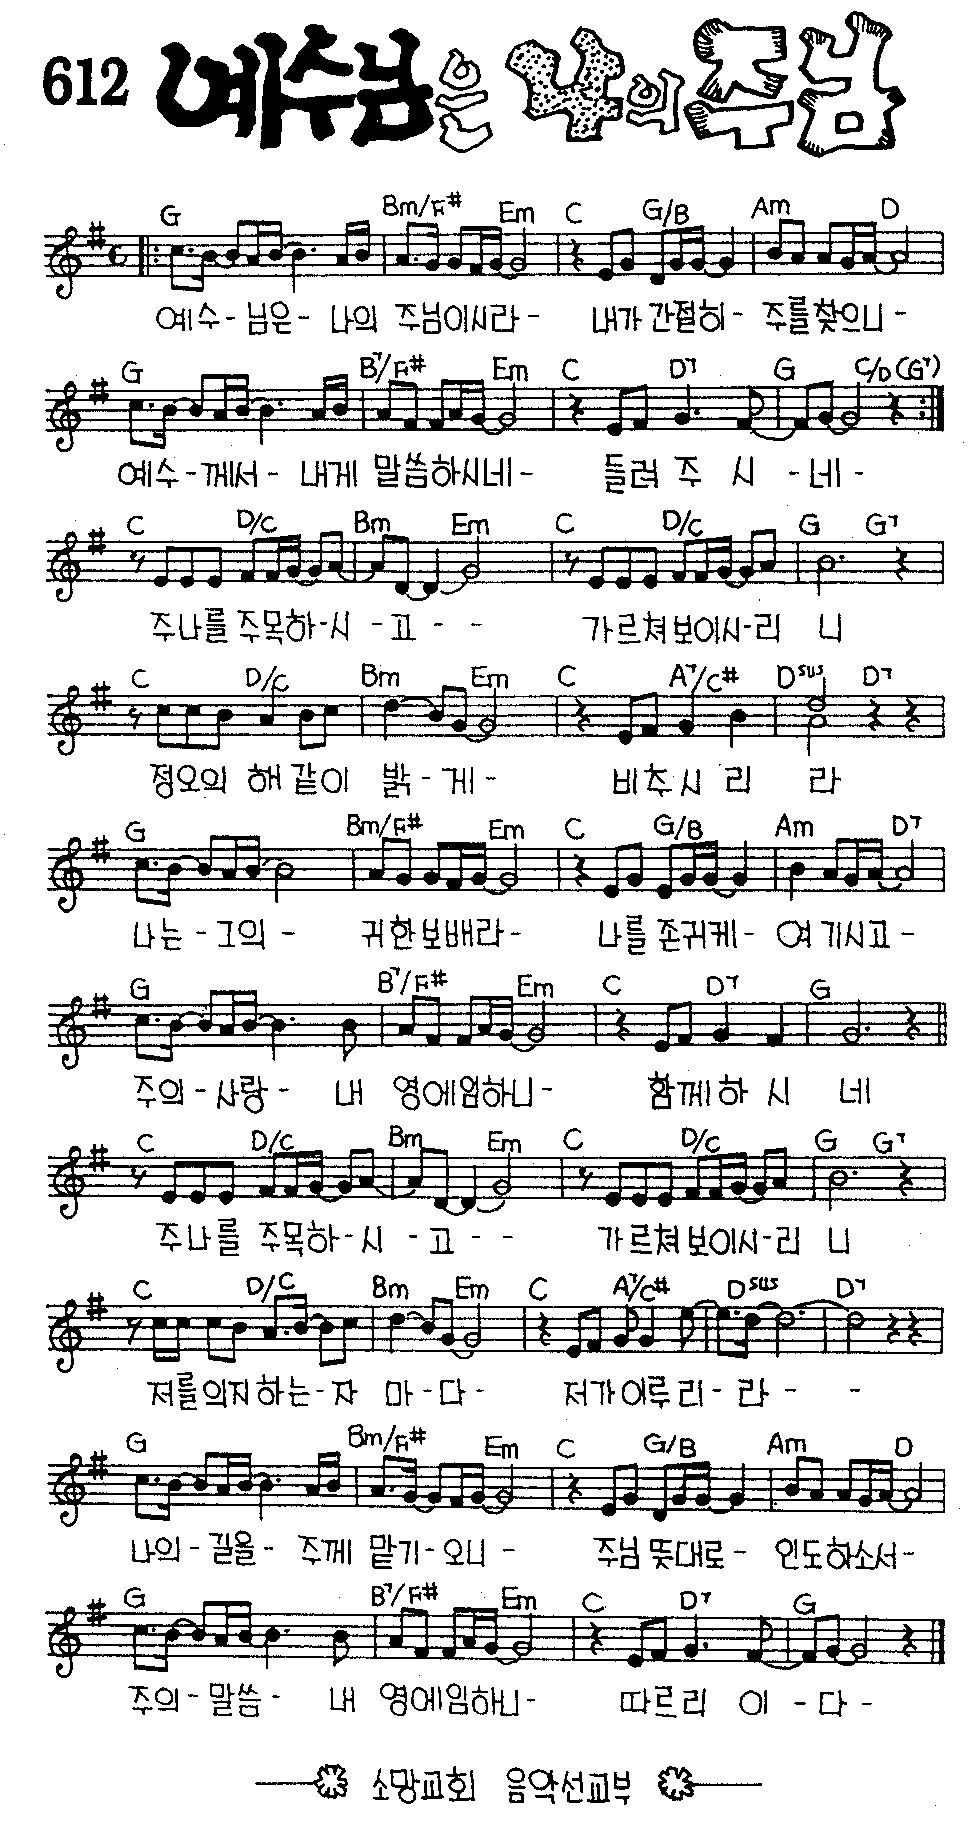 612 예수님은 나의 주님
G Bm/F# Em C G/B Am D
예수-님은- 나의 주님이시라- 내가 간절히- 주를찾으니-
G B7/F# Em C D7 G C/D(G7)
예수-께서- 내게 말씀하시네- 들려 주 시 -네-
C D/C Bm Em C D/C G G7
주나를 주목하-시 -고 - - 가르쳐보이시-리 니
C D/C Bm Em C A7/C# Dsus D7
정오의 해 같이 밝-게- 비추시 리 라
G Bm/F# Em C G/B Am D7
나는-그의 - 귀한보배라- 나를 존귀케- 여기시고-
G B7/F# Em C D7 G
주의-사랑- 내 영에임하니- 함께하 시 네
C D/C Bm Em C D/C G G7
주나를 주목하-시 -고 - - 가르쳐보이시-리 니
C D/C Bm Em C A7/C# Dsus D7
저를의지하는-자 마-다- 저가이루리-라- -
G Bm/F# Em C G/B Am D
나의-길을- 주께 맡기-오니 - 주님 뜻대로- 인도하소서-
G B7/F# Em C D7 G
주의-말씀- 내 영에임하니- 따르리 이 -다-
소망교회 음악선교부